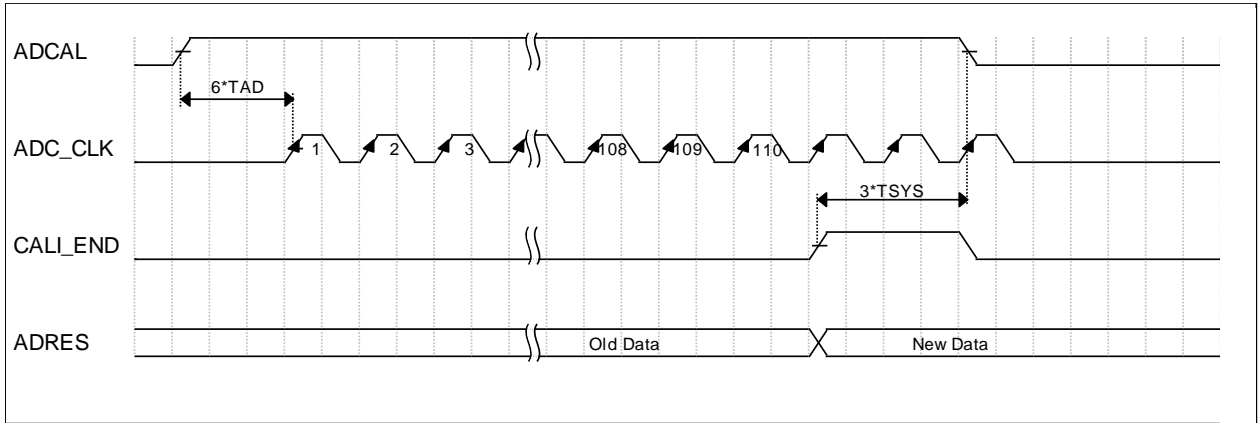 ADCAL
6*TAD
ADC_CLK
1 2 3 108 109 110
3*TSYS
CALI_END
ADRES
Old Data New Data